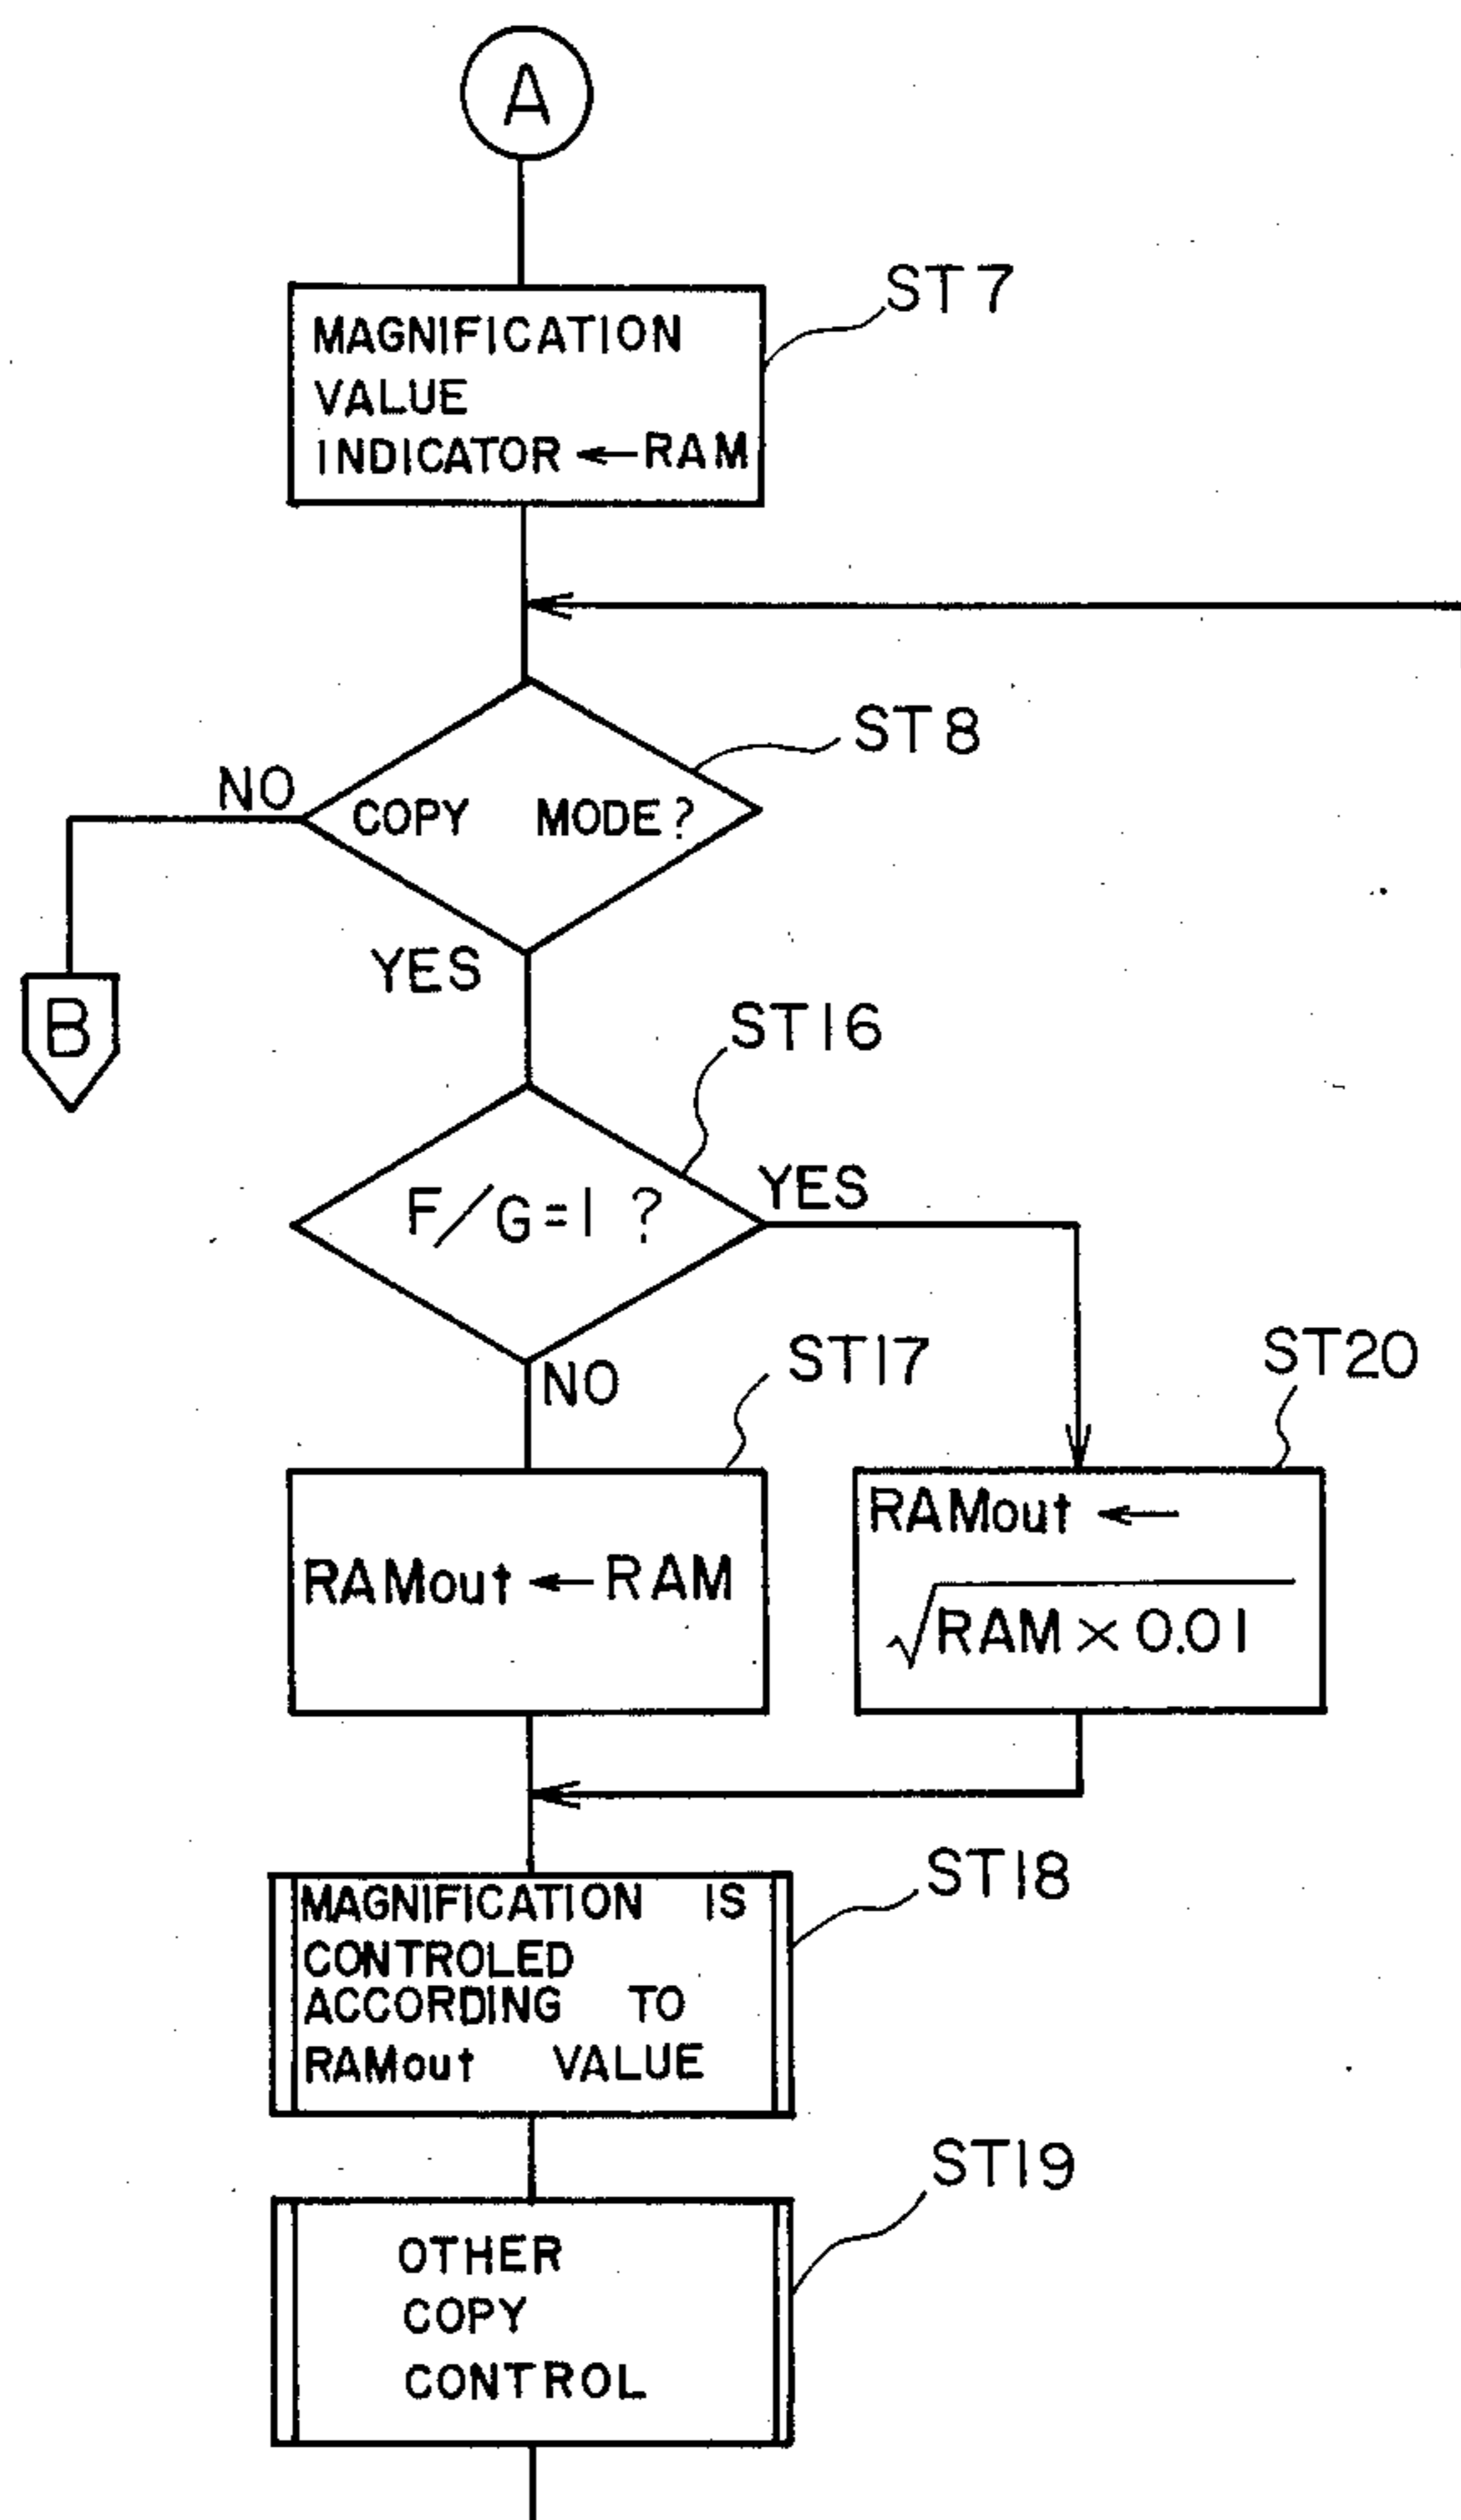 A
ST7
MAGNIFICATION
VALUE
INDICATOR ← RAM
ST8
NO
COPY MODE?
YES
B
ST16
F/G=1 ?
YES
NO
ST17
ST20
RAMout ← RAM
RAMout ←
√RAM × 0.01
ST18
MAGNIFICATION IS
CONTROLED
ACCORDING TO
RAMout VALUE
ST19
OTHER
COPY
CONTROL